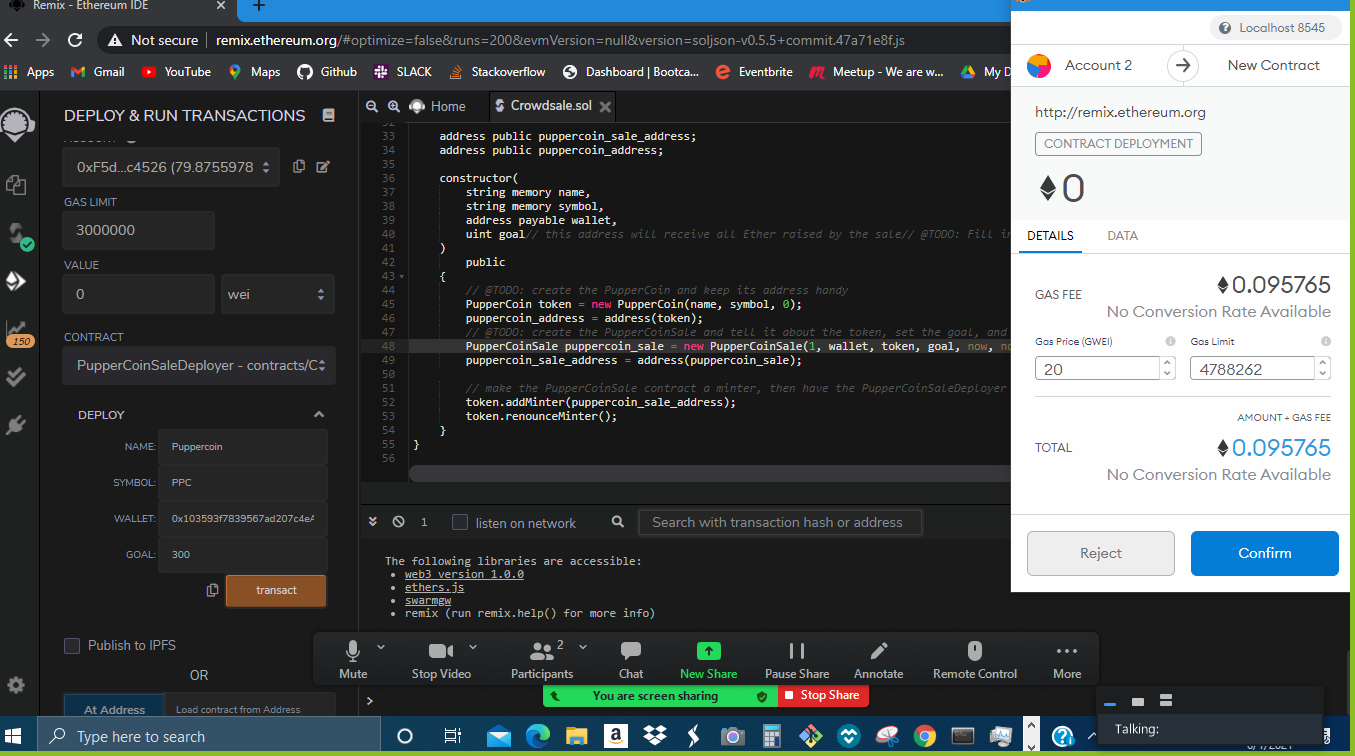 Remix - Ethereum IDE
Not secure | remix.ethereum.org/#optimize=false&runs=200&evmVersion=null&version=soljson-v0.5.5+commit.47a71e8f.js
Apps Gmail YouTube Maps Github SLACK Stackoverflow Dashboard | Bootca... Eventbrite Meetup - We are w... My D
DEPLOY & RUN TRANSACTIONS
0xF5d...c4526 (79.8755978
GAS LIMIT
3000000
VALUE
0 wei
CONTRACT
PupperCoinSaleDeployer - contracts/C
DEPLOY
NAME: Puppercoin
SYMBOL: PPC
WALLET: 0x103593f7839567ad207c4eA
GOAL: 300
transact
Publish to IPFS
OR
At Address Load contract from Address
150
Home Crowdsale.sol
33 address public puppercoin_sale_address;
34 address public puppercoin_address;
35
36 constructor(
37 string memory name,
38 string memory symbol,
39 address payable wallet,
40 uint goal// this address will receive all Ether raised by the sale// @TODO: Fill in
41 )
42 public
43 {
44 // @TODO: create the PupperCoin and keep its address handy
45 PupperCoin token = new PupperCoin(name, symbol, 0);
46 puppercoin_address = address(token);
47 // @TODO: create the PupperCoinSale and tell it about the token, set the goal, and
48 PupperCoinSale puppercoin_sale = new PupperCoinSale(1, wallet, token, goal, now, no
49 puppercoin_sale_address = address(puppercoin_sale);
50
51 // make the PupperCoinSale contract a minter, then have the PupperCoinSaleDeployer
52 token.addMinter(puppercoin_sale_address);
53 token.renounceMinter();
54 }
55 }
56
1 listen on network Search with transaction hash or address
The following libraries are accessible:
• web3 version 1.0.0
• ethers.js
• swarmgw
• remix (run remix.help() for more info)
>
Localhost 8545
Account 2 New Contract
http://remix.ethereum.org
CONTRACT DEPLOYMENT
0
DETAILS DATA
GAS FEE 0.095765
No Conversion Rate Available
Gas Price (GWEI) Gas Limit
20 4788262
AMOUNT + GAS FEE
TOTAL 0.095765
No Conversion Rate Available
Reject Confirm
2
Mute Stop Video Participants Chat New Share Pause Share Annotate Remote Control More
You are screen sharing Stop Share
Talking:
Type here to search